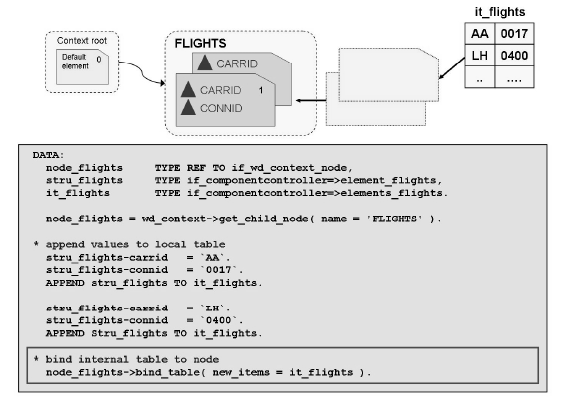 it_flights
AA 0017
LH 0400
.. ....
Context root
Default 0
element
FLIGHTS
CARRID
CARRID 1
CONNID
DATA:
node_flights TYPE REF TO if_wd_context_node,
stru_flights TYPE if_componentcontroller=>element_flights,
it_flights TYPE if_componentcontroller=>elements_flights.
node_flights = wd_context->get_child_node( name = 'FLIGHTS' ).
* append values to local table
stru_flights-carrid = `AA`.
stru_flights-connid = `0017`.
APPEND stru_flights TO it_flights.
stru_flights-carrid = `LH`.
stru_flights-connid = `0400`.
APPEND Stru_flights TO it_flights.
* bind internal table to node
node_flights->bind_table( new_items = it_flights ).